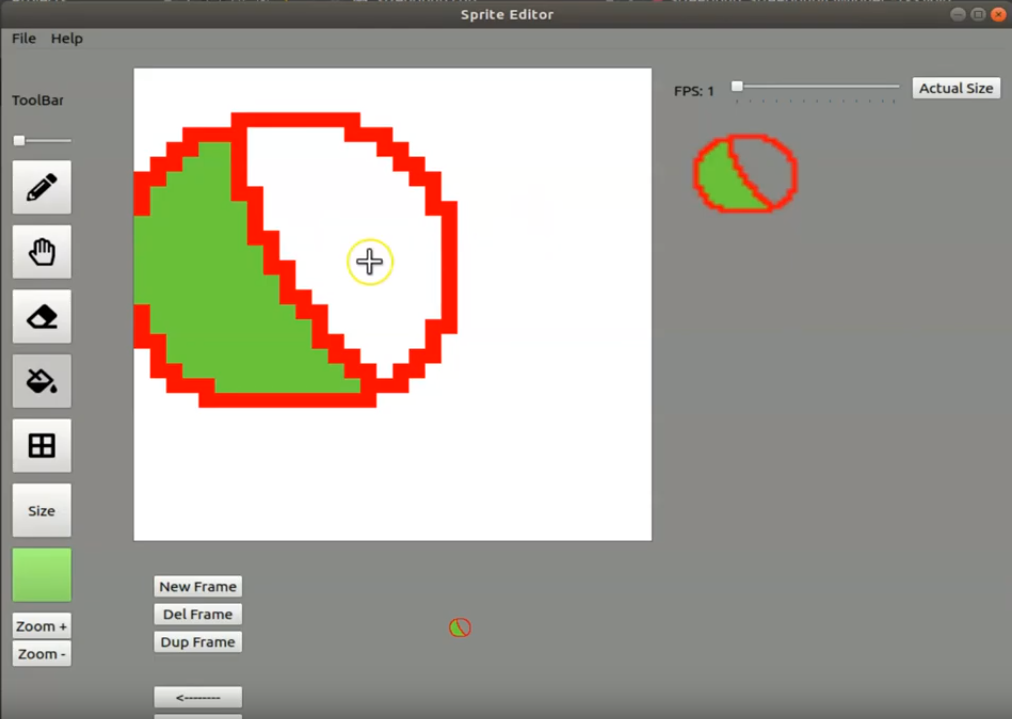 Sprite Editor
File Help
ToolBar
FPS: 1
Actual Size
Size
Zoom +
Zoom -
New Frame
Del Frame
Dup Frame
<--------